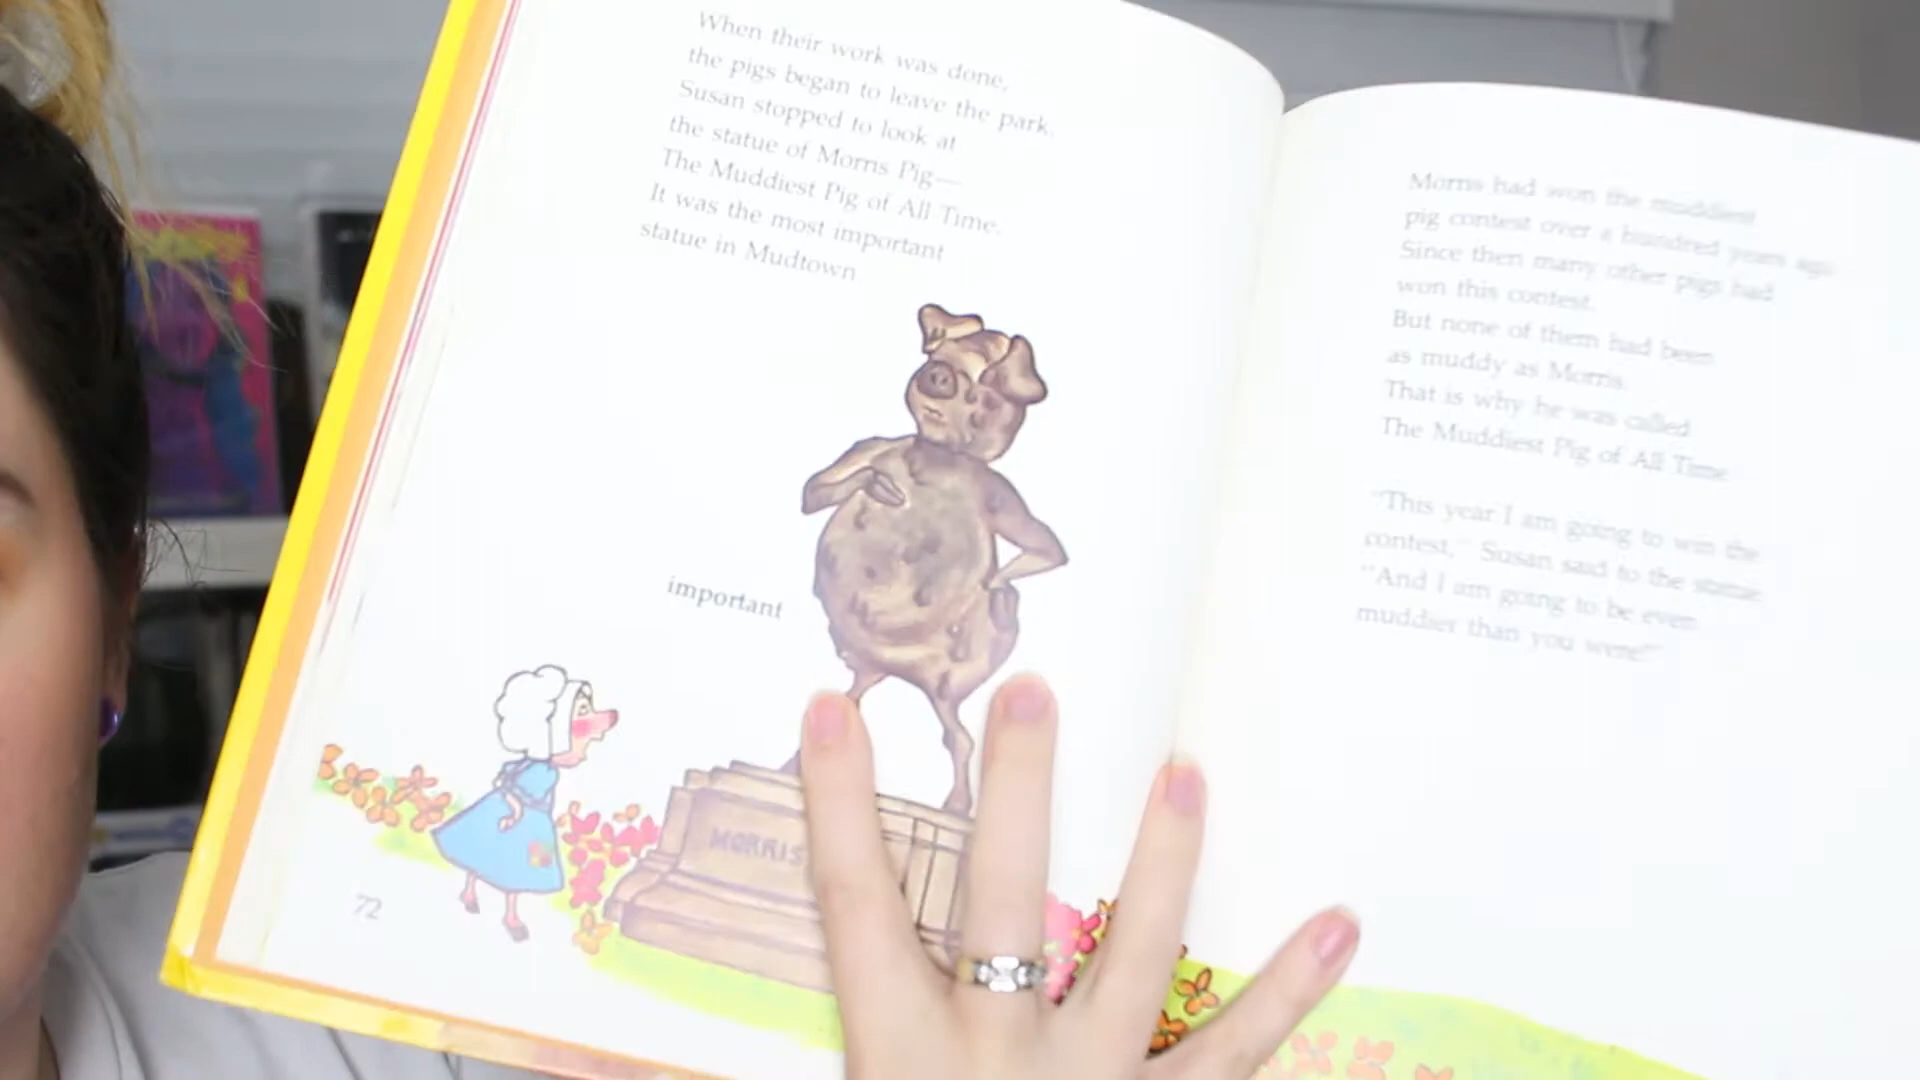 When their work was done,
the pigs began to leave the park.
Susan stopped to look at
the statue of Morris Pig—
The Muddiest Pig of All Time.
It was the most important
statue in Mudtown
important
MORRIS
72
Morris had won the muddiest
pig contest over a hundred years ago.
Since then many other pigs had
won this contest.
But none of them had been
as muddy as Morris.
That is why he was called
The Muddiest Pig of All Time
"This year I am going to win the
contest," Susan said to the statue.
"And I am going to be even
muddier than you were!"